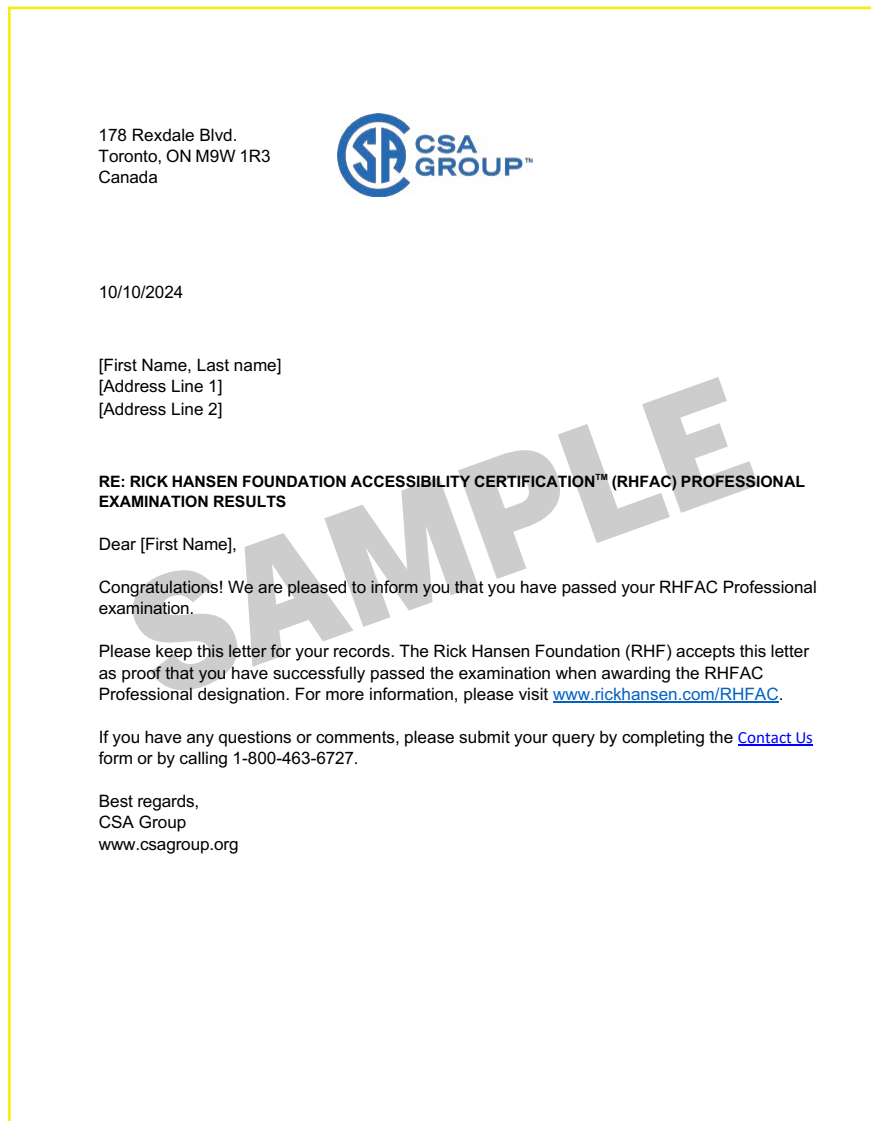 178 Rexdale Blvd.
Toronto, ON M9W 1R3
Canada
CSA
GROUP™
10/10/2024
[First Name, Last name]
[Address Line 1]
[Address Line 2]
RE: RICK HANSEN FOUNDATION ACCESSIBILITY CERTIFICATION™ (RHFAC) PROFESSIONAL
EXAMINATION RESULTS
Dear [First Name],
Congratulations! We are pleased to inform you that you have passed your RHFAC Professional
examination.
Please keep this letter for your records. The Rick Hansen Foundation (RHF) accepts this letter
as proof that you have successfully passed the examination when awarding the RHFAC
Professional designation. For more information, please visit www.rickhansen.com/RHFAC.
If you have any questions or comments, please submit your query by completing the Contact Us
form or by calling 1-800-463-6727.
Best regards,
CSA Group
www.csagroup.org
SAMPLE